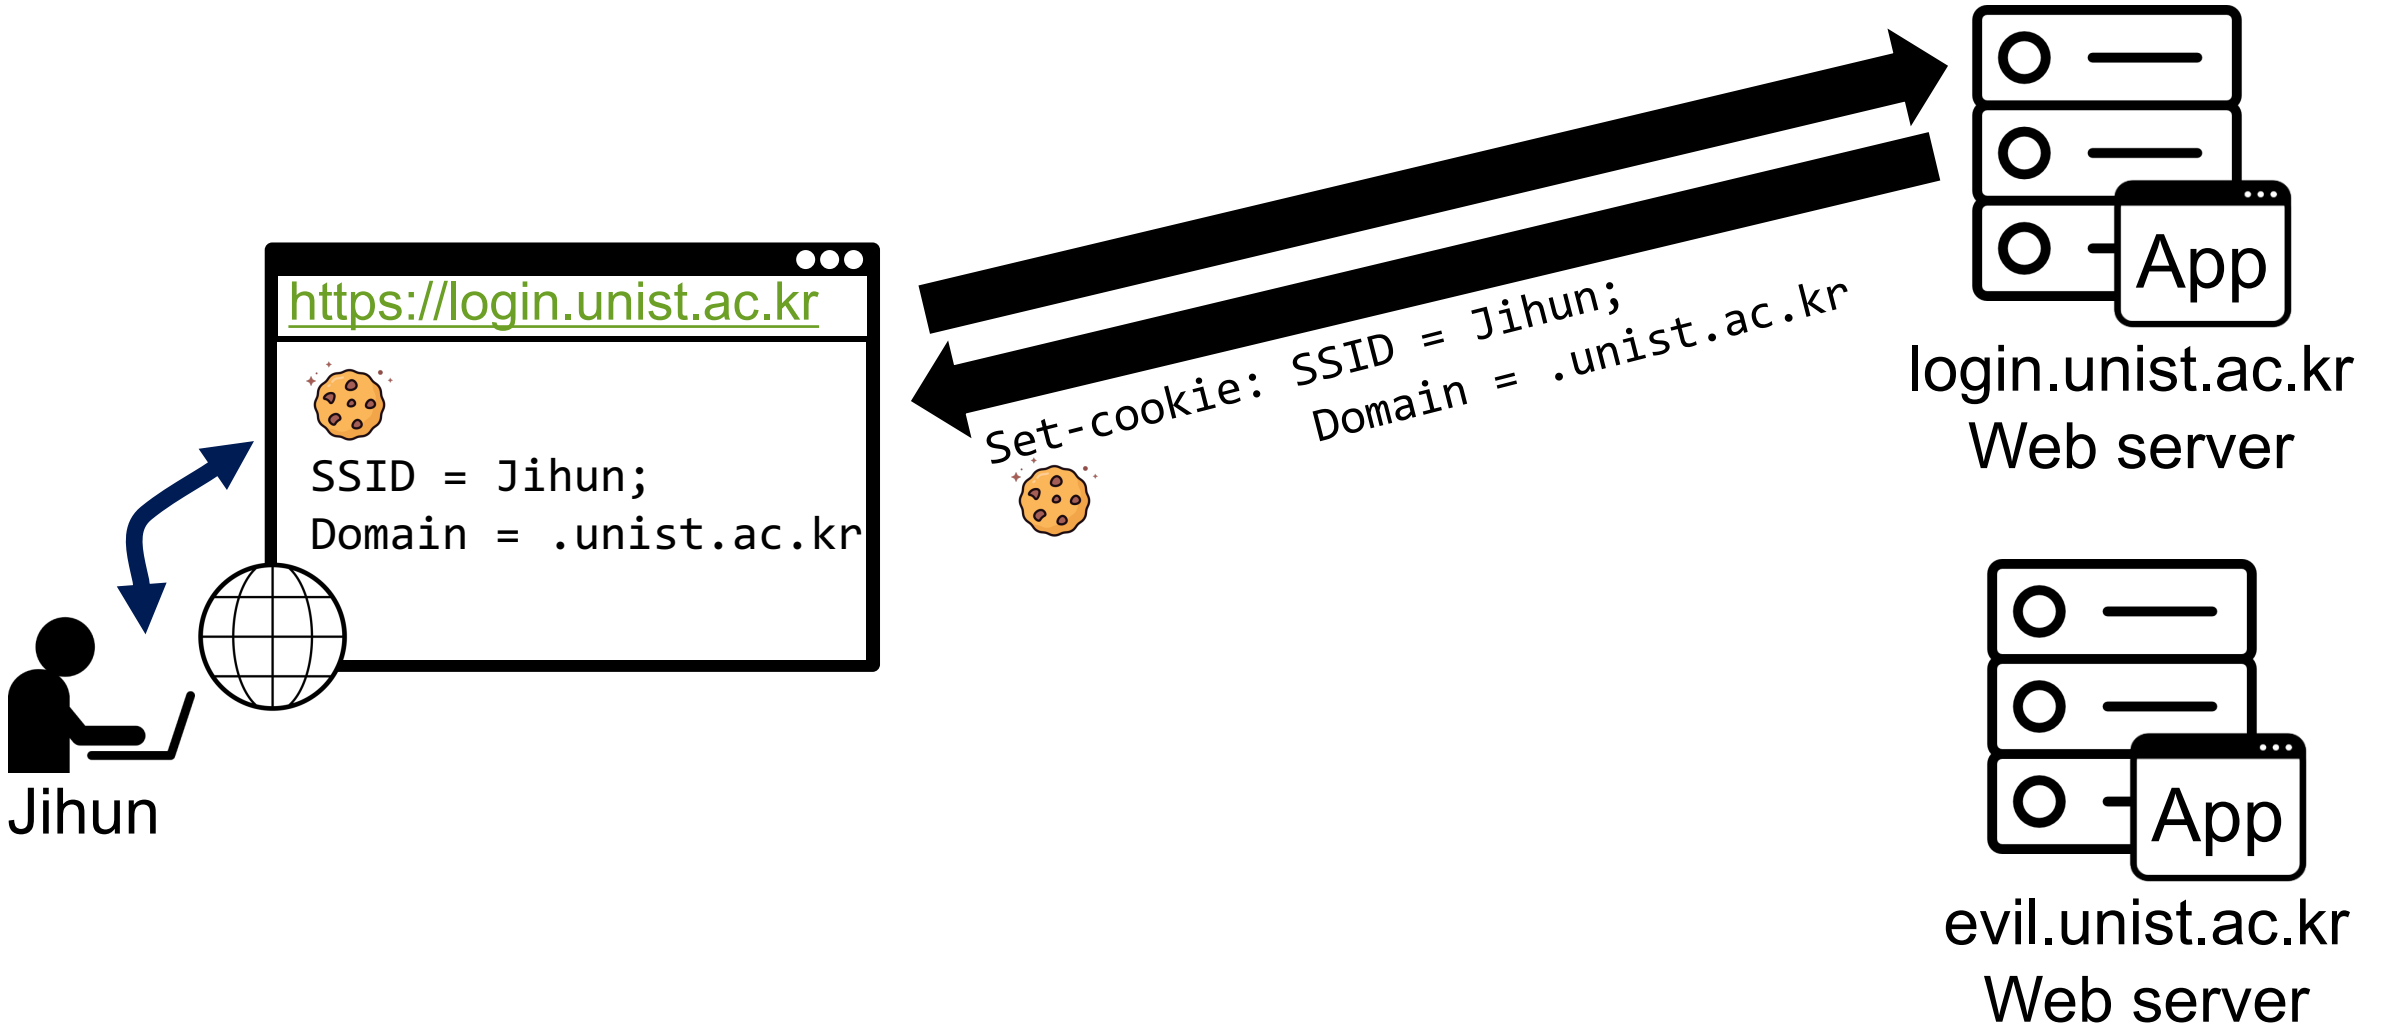 https://login.unist.ac.kr
SSID = Jihun;
Domain = .unist.ac.kr
Jihun
Set-cookie: SSID = Jihun;
Domain = .unist.ac.kr
App
login.unist.ac.kr
Web server
App
evil.unist.ac.kr
Web server